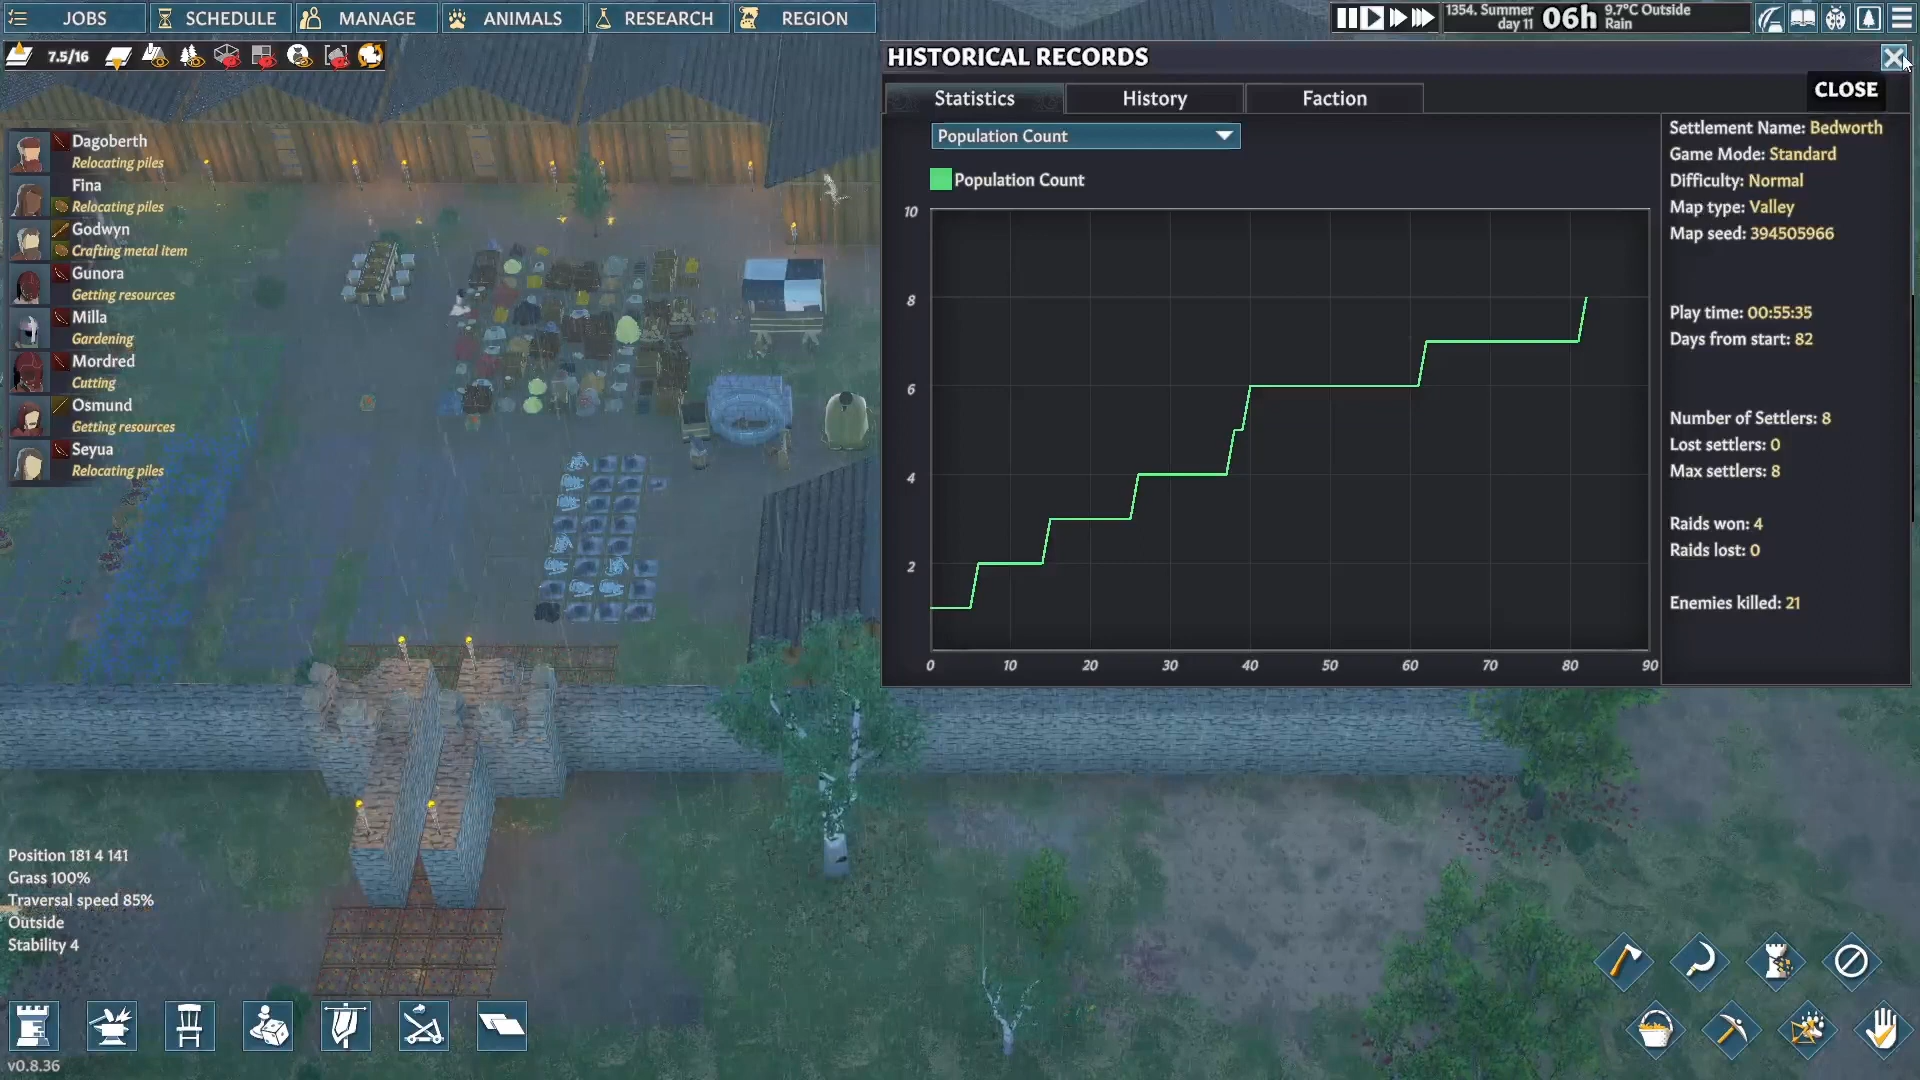 JOBS
SCHEDULE
MANAGE
ANIMALS
RESEARCH
REGION
1354. Summer
day 11
06h
9.7°C Outside
Rain
7.5/16
HISTORICAL RECORDS
CLOSE
Statistics
History
Faction
Population Count
Population Count
10
8
6
4
2
0 10 20 30 40 50 60 70 80 90
Settlement Name: Bedworth
Game Mode: Standard
Difficulty: Normal
Map type: Valley
Map seed: 394505966
Play time: 00:55:35
Days from start: 82
Number of Settlers: 8
Lost settlers: 0
Max settlers: 8
Raids won: 4
Raids lost: 0
Enemies killed: 21
Dagoberth
Relocating piles
Fina
Relocating piles
Godwyn
Crafting metal item
Gunora
Getting resources
Milla
Gardening
Mordred
Cutting
Osmund
Getting resources
Seyua
Relocating piles
Position 181 4 141
Grass 100%
Traversal speed 85%
Outside
Stability 4
v0.8.36